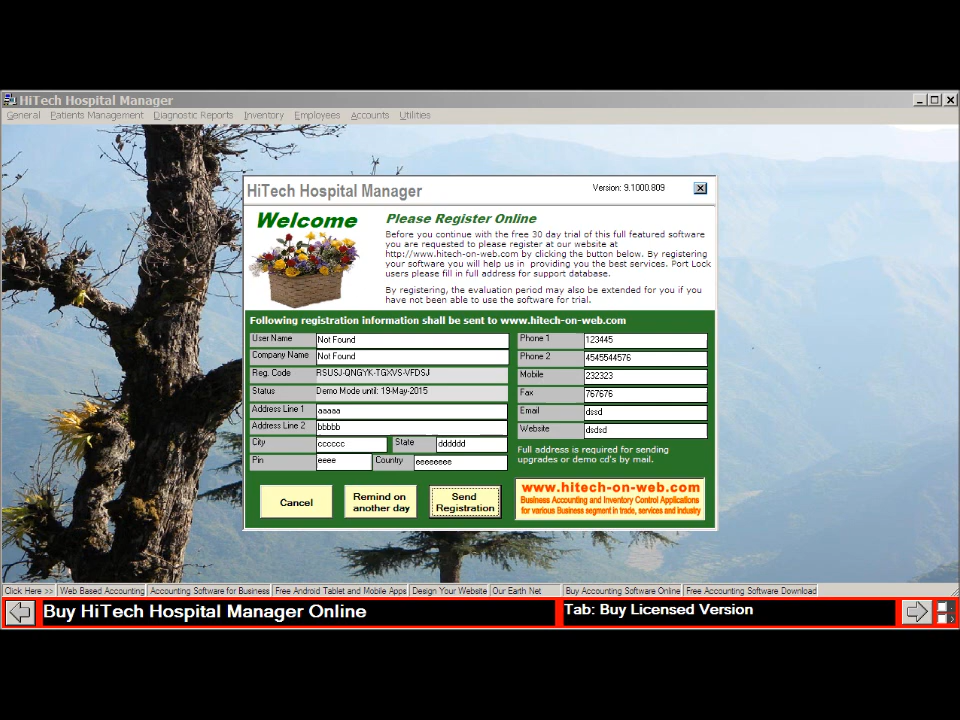 HiTech Hospital Manager
General Patients Management Diagnostic Reports Inventory Employees Accounts Utilities
HiTech Hospital Manager Version: 9.1000.809
Welcome
Please Register Online
Before you continue with the free 30 day trial of this full featured software
you are requested to please register at our website at
http://www.hitech-on-web.com by clicking the button below. By registering
your software you will help us in providing you the best services. Port Lock
users please fill in full address for support database.
By registering, the evaluation period may also be extended for you if you
have not been able to use the software for trial.
Following registration information shall be sent to www.hitech-on-web.com
User Name Not Found
Company Name Not Found
Reg. Code RSUSJ-QNGYK-TGXVS-VFDSJ
Status Demo Mode until: 19-May-2015
Address Line 1 aaaaa
Address Line 2 bbbbb
City cccccc State dddddd
Pin eeee Country eeeeeeee
Phone 1 123445
Phone 2 4545544576
Mobile 232323
Fax 767676
Email dssd
Website dsdsd
Full address is required for sending
upgrades or demo cd's by mail.
Cancel
Remind on
another day
Send
Registration
www.hitech-on-web.com
Business Accounting and Inventory Control Applications
for various Business segment in trade, services and industry
Click Here >> Web Based Accounting Accounting Software for Business Free Android Tablet and Mobile Apps Design Your Website Our Earth Net Buy Accounting Software Online Free Accounting Software Download
Buy HiTech Hospital Manager Online
Tab: Buy Licensed Version